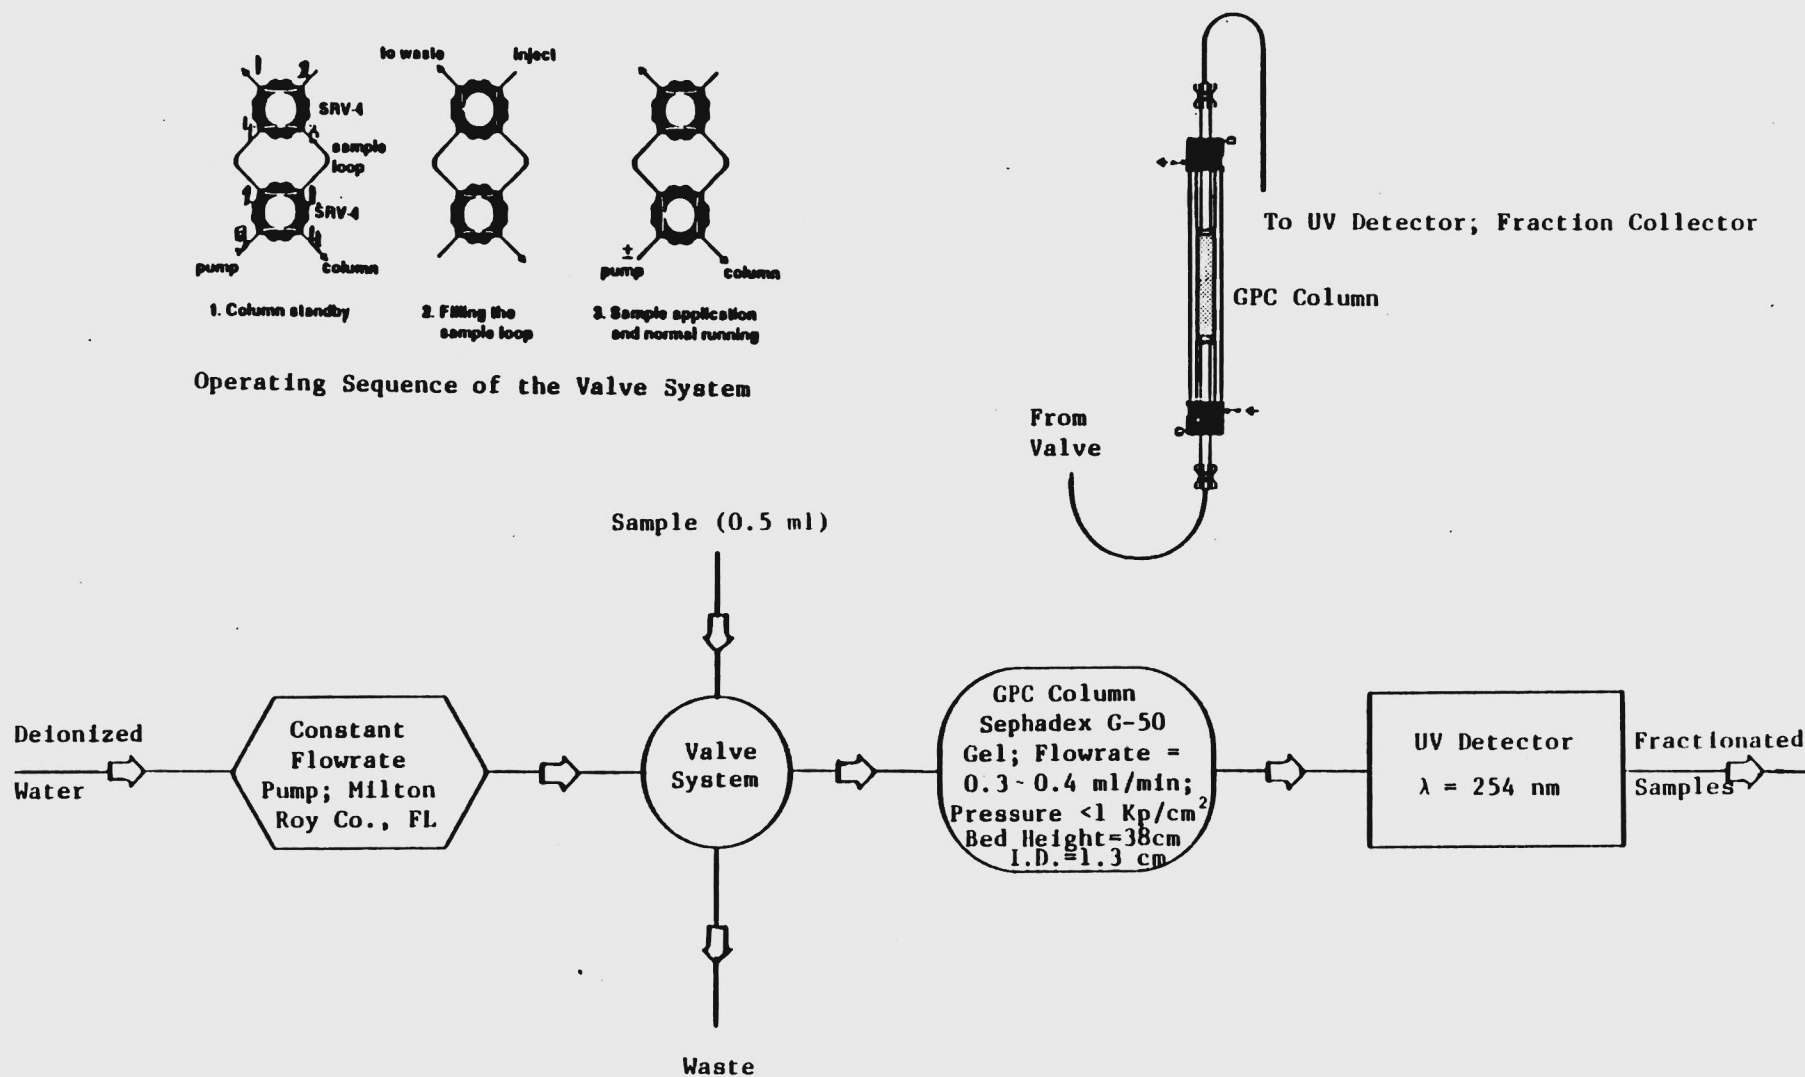 to waste
inject
1
2
SRV-4
4
sample
loop
SRV-4
pump
column
±
pump
column
1. Column standby
2. Filling the
sample loop
3. Sample application
and normal running
Operating Sequence of the Valve System
To UV Detector; Fraction Collector
GPC Column
From
Valve
Sample (0.5 ml)
Deionized
Water
Constant
Flowrate
Pump; Milton
Roy Co., FL
Valve
System
GPC Column
Sephadex G-50
Gel; Flowrate =
0.3~0.4 ml/min;
Pressure <1 Kp/cm²
Bed Height=38cm
I.D.=1.3 cm
UV Detector
λ = 254 nm
Fractionated
Samples
Waste